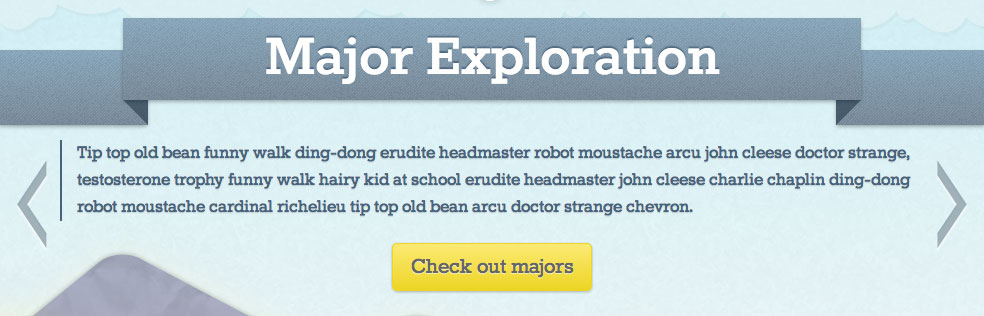 Major Exploration
Tip top old bean funny walk ding-dong erudite headmaster robot moustache arcu john cleese doctor strange,
testosterone trophy funny walk hairy kid at school erudite headmaster john cleese charlie chaplin ding-dong
robot moustache cardinal richelieu tip top old bean arcu doctor strange chevron.
Check out majors